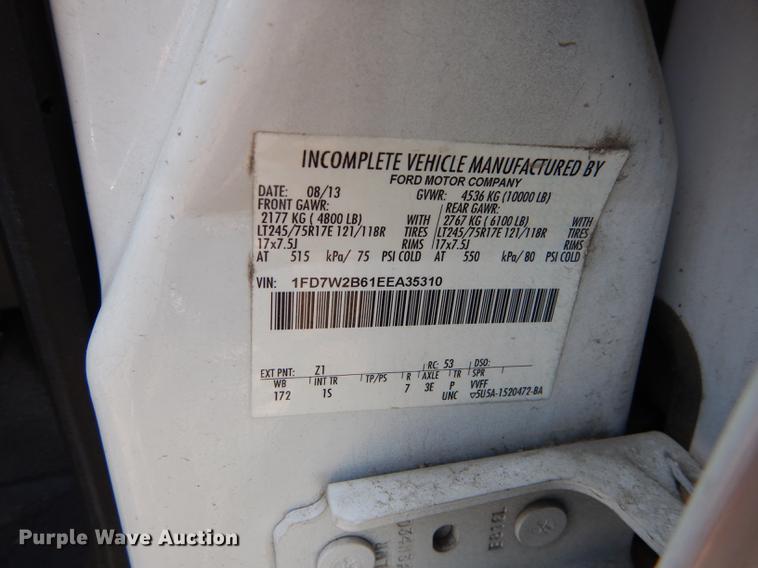 INCOMPLETE VEHICLE MANUFACTURED BY
FORD MOTOR COMPANY
DATE: 08/13 GVWR: 4536 KG (10000 LB)
FRONT GAWR: REAR GAWR:
2177 KG ( 4800 LB) WITH 2767 KG ( 6100 LB) WITH
LT245/75R17E 121/118R TIRES LT245/75R17E 121/118R TIRES
17x7.5J RIMS 17x7.5J RIMS
AT 515 kPa/ 75 PSI COLD AT 550 kPa/ 80 PSI COLD
VIN: 1FD7W2B61EEA35310
EXT PNT: Z1 RC: 53 DSO:
WB INT TR TP/PS R AXLE TR SPR
172 1S 7 3E P VVFF
UNC 5U5A-1520472-BA
Purple Wave Auction